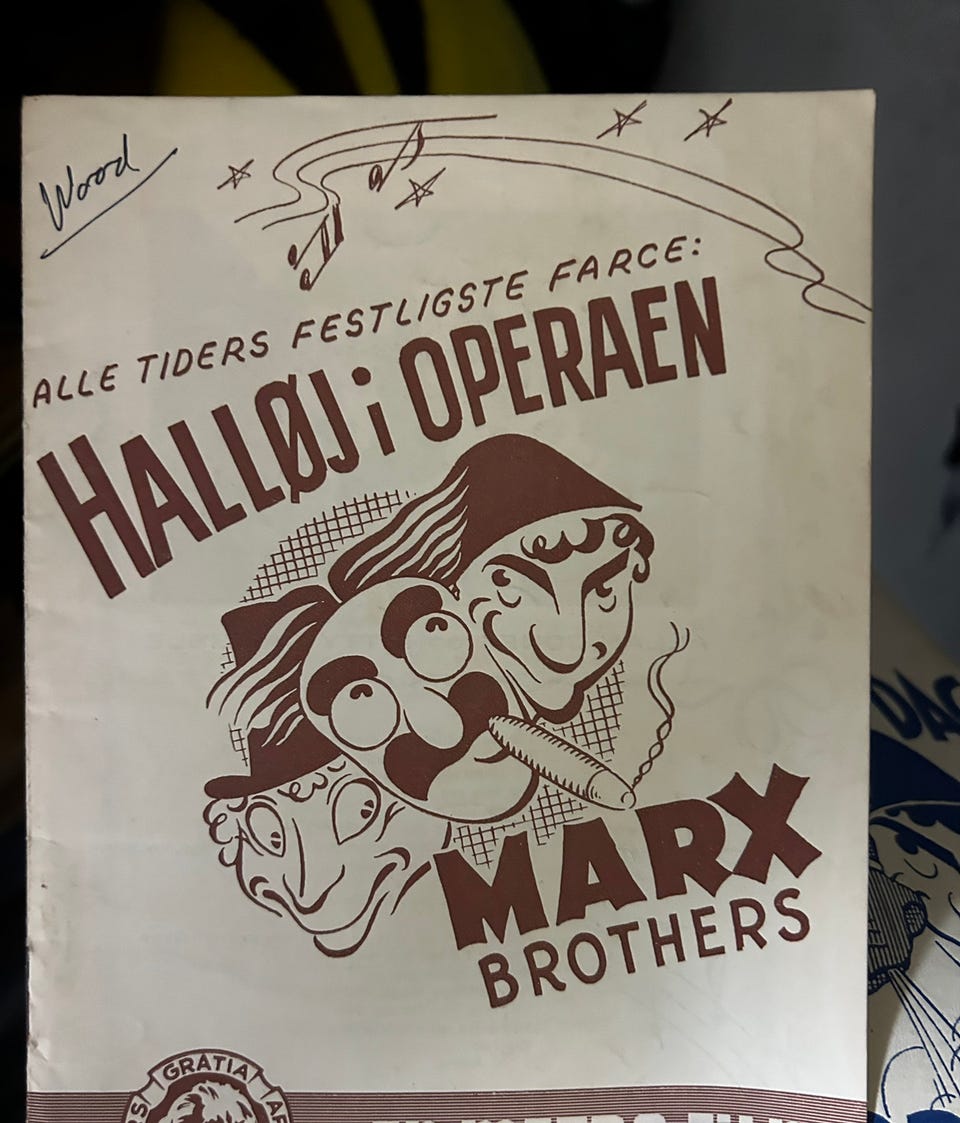 Wood
ALLE TIDERS FESTLIGSTE FARCE:
HALLØJ i OPERAEN
MARX
BROTHERS
GRATIA